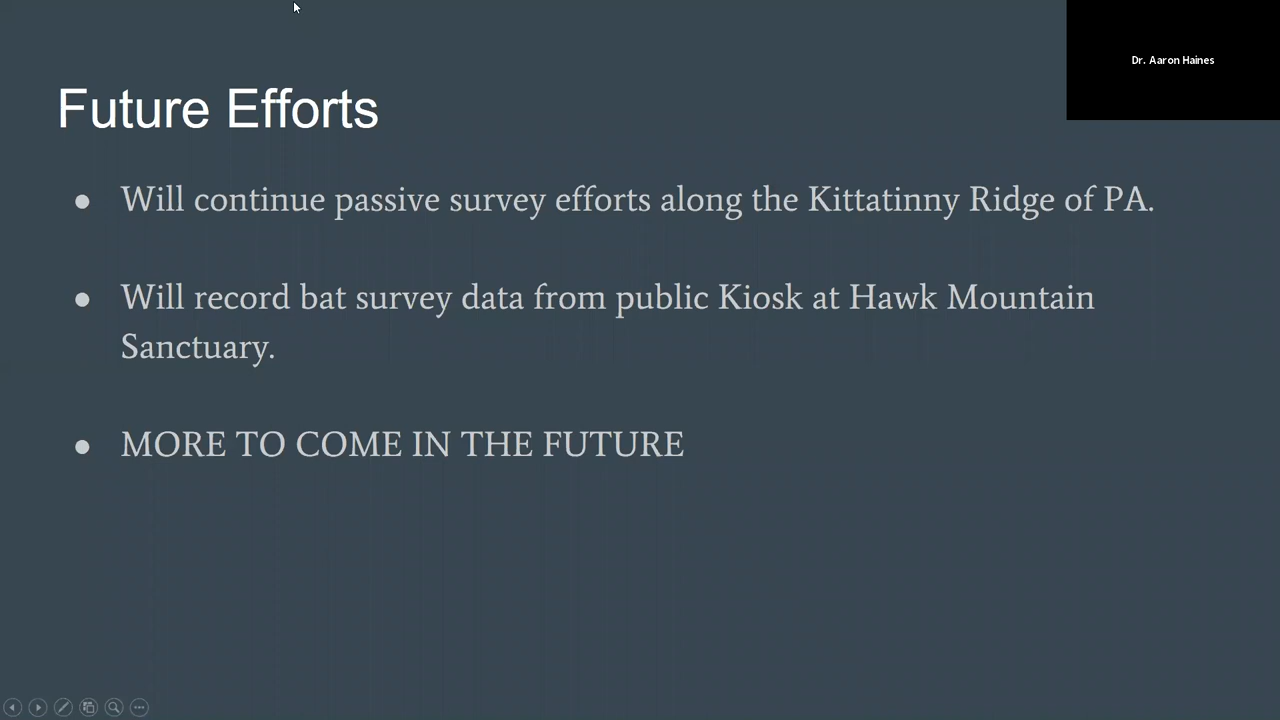 Dr. Aaron Haines
Future Efforts
● Will continue passive survey efforts along the Kittatinny Ridge of PA.
● Will record bat survey data from public Kiosk at Hawk Mountain
Sanctuary.
● MORE TO COME IN THE FUTURE